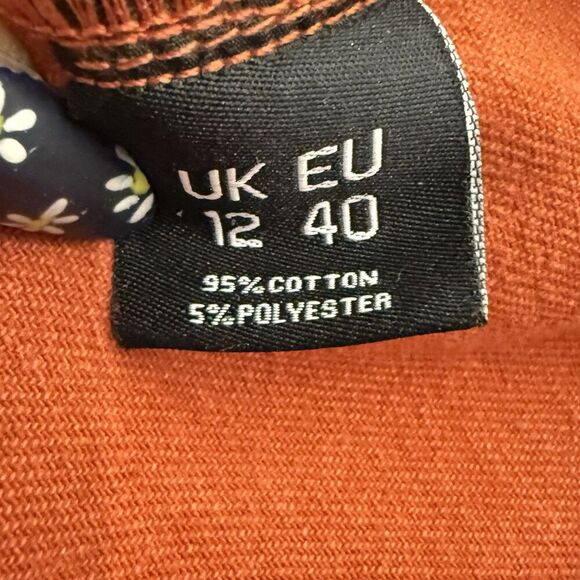 UK EU
12 40
95%COTTON
5%POLYESTER